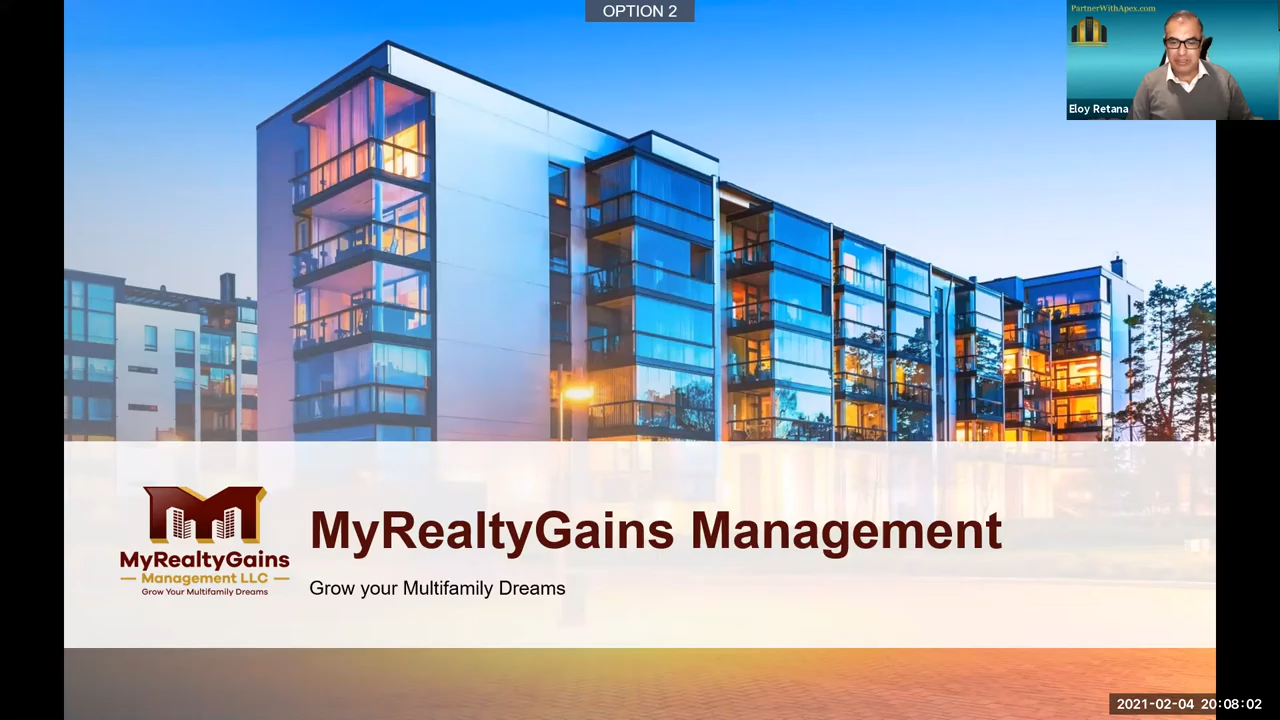 OPTION 2
PartnerWithApex.com
Eloy Retana
MyRealtyGains
Management LLC
Grow Your Multifamily Dreams
MyRealtyGains Management
Grow your Multifamily Dreams
2021-02-04 20:08:02